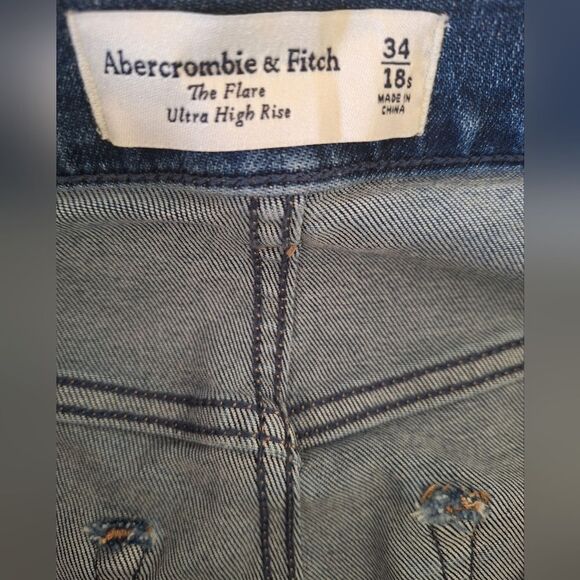 Abercrombie & Fitch
The Flare
Ultra High Rise
34
18s
MADE IN
CHINA